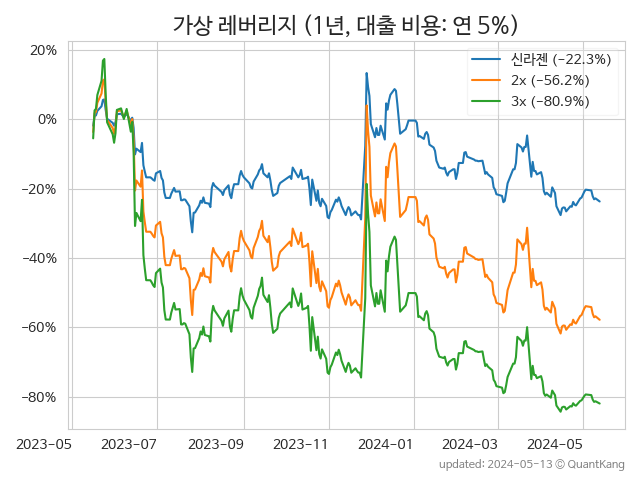 가상 레버리지 (1년, 대출 비용: 연 5%)
신라젠 (−22.3%)
2x (−56.2%)
3x (−80.9%)
20%
0%
−20%
−40%
−60%
−80%
2023-05 2023-07 2023-09 2023-11 2024-01 2024-03 2024-05
updated: 2024-05-13 © QuantKang